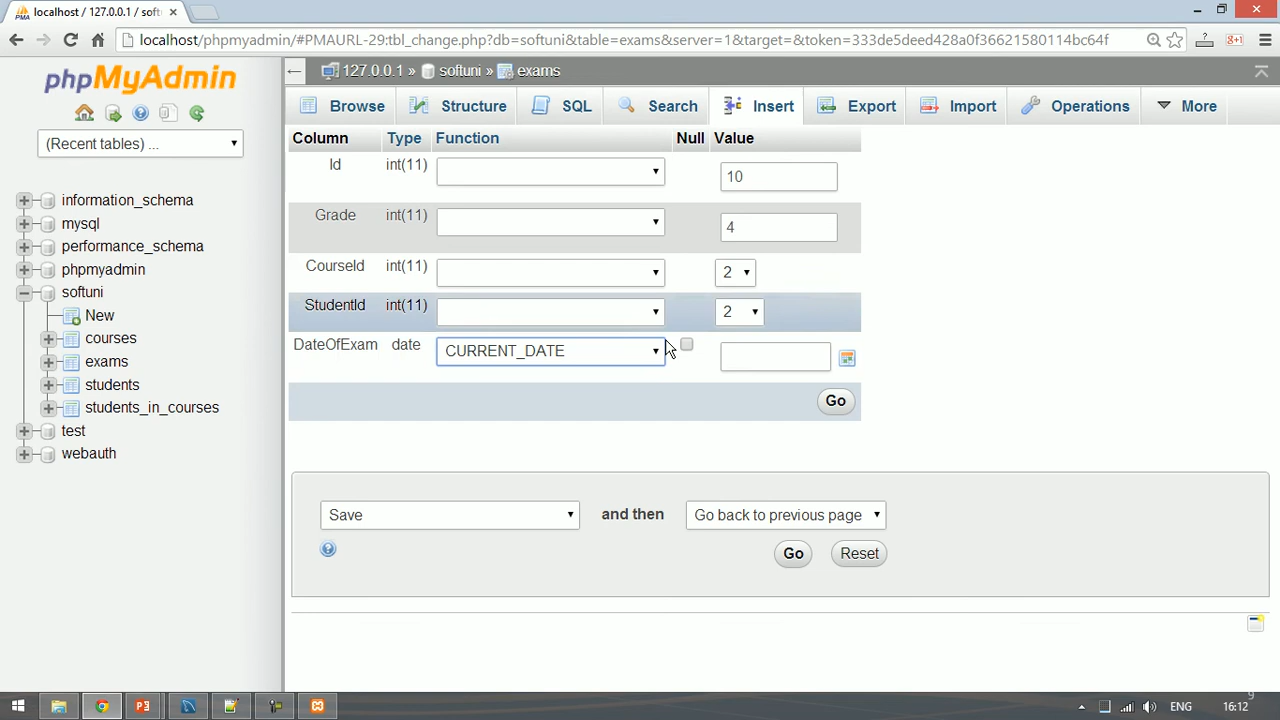 localhost / 127.0.0.1 / soft
localhost/phpmyadmin/#PMAURL-29:tbl_change.php?db=softuni&table=exams&server=1&target=&token=333de5deed428a0f36621580114bc64f
phpMyAdmin
(Recent tables) ...
information_schema
mysql
performance_schema
phpmyadmin
softuni
New
courses
exams
students
students_in_courses
test
webauth
127.0.0.1 » softuni » exams
Browse Structure SQL Search Insert Export Import Operations More
Column Type Function Null Value
Id int(11) 10
Grade int(11) 4
CourseId int(11) 2
StudentId int(11) 2
DateOfExam date CURRENT_DATE
Go
Save and then Go back to previous page
Go Reset
ENG 16:12